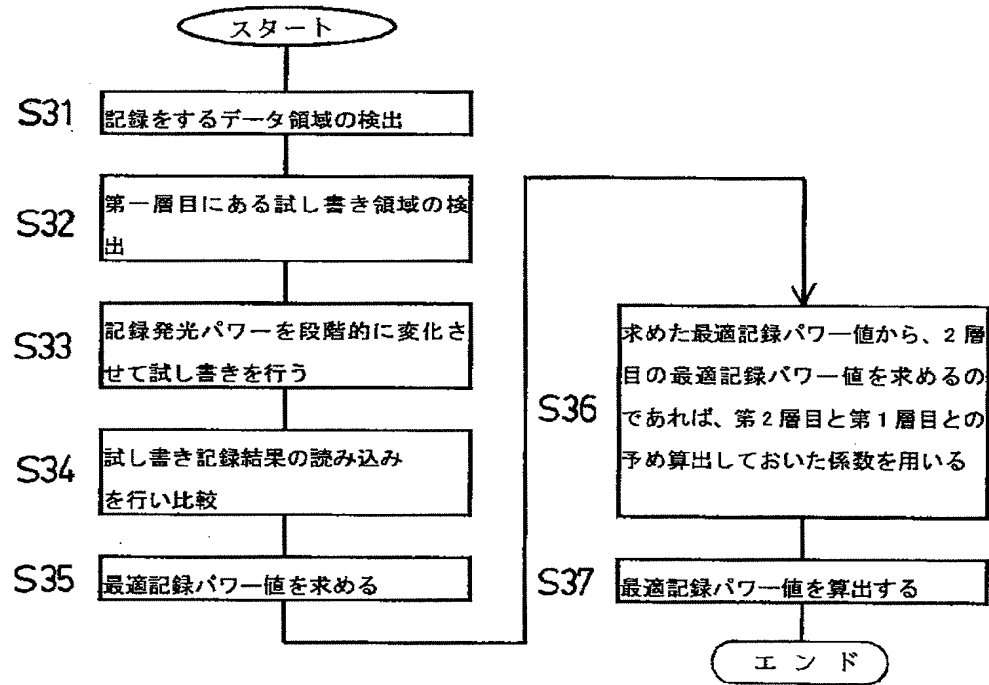 スタート
S31
記録をするデータ領域の検出
S32
第一層目にある試し書き領域の検
出
S33
記録発光パワーを段階的に変化さ
せて試し書きを行う
S34
試し書き記録結果の読み込み
を行い比較
S35
最適記録パワー値を求める
S36
求めた最適記録パワー値から、2層
目の最適記録パワー値を求めるの
であれば、第2層目と第1層目との
予め算出しておいた係数を用いる
S37
最適記録パワー値を算出する
エンド